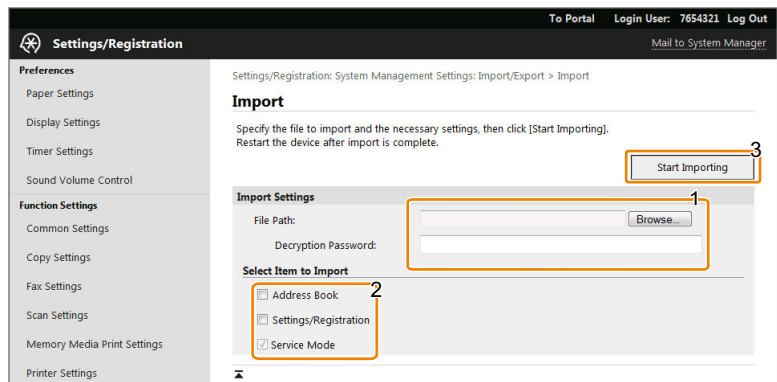 To Portal Login User: 7654321 Log Out
Settings/Registration
Mail to System Manager
Preferences
Paper Settings
Display Settings
Timer Settings
Sound Volume Control
Function Settings
Common Settings
Copy Settings
Fax Settings
Scan Settings
Memory Media Print Settings
Printer Settings
Settings/Registration: System Management Settings: Import/Export > Import
Import
Specify the file to import and the necessary settings, then click [Start Importing].
Restart the device after import is complete.
3
Start Importing
Import Settings
1
File Path:
Browse...
Decryption Password:
Select Item to Import
2
Address Book
Settings/Registration
Service Mode